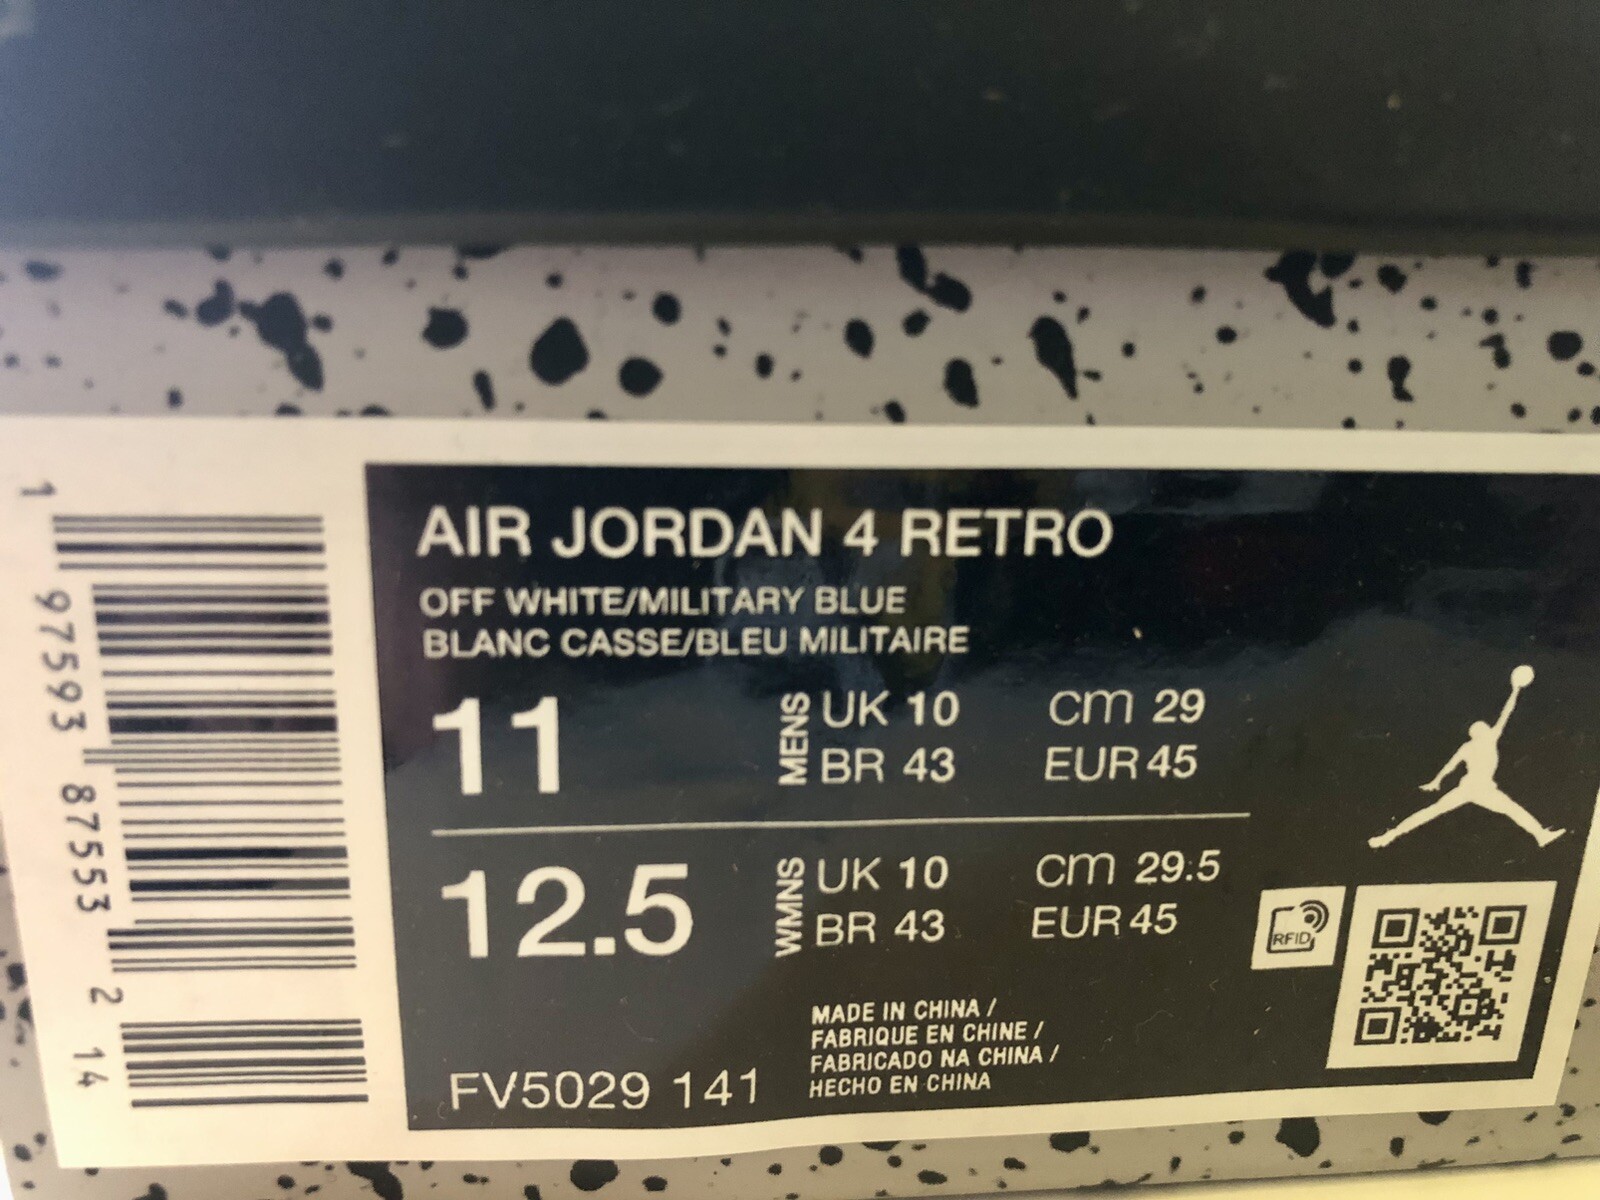 AIR JORDAN 4 RETRO
OFF WHITE/MILITARY BLUE
BLANC CASSE/BLEU MILITAIRE
11
MENS
UK 10 cm 29
BR 43 EUR 45
12.5
WMNS
UK 10 cm 29.5
BR 43 EUR 45
RFID
MADE IN CHINA /
FABRIQUE EN CHINE /
FABRICADO NA CHINA /
HECHO EN CHINA
FV5029 141
1 97593 87553 2 14